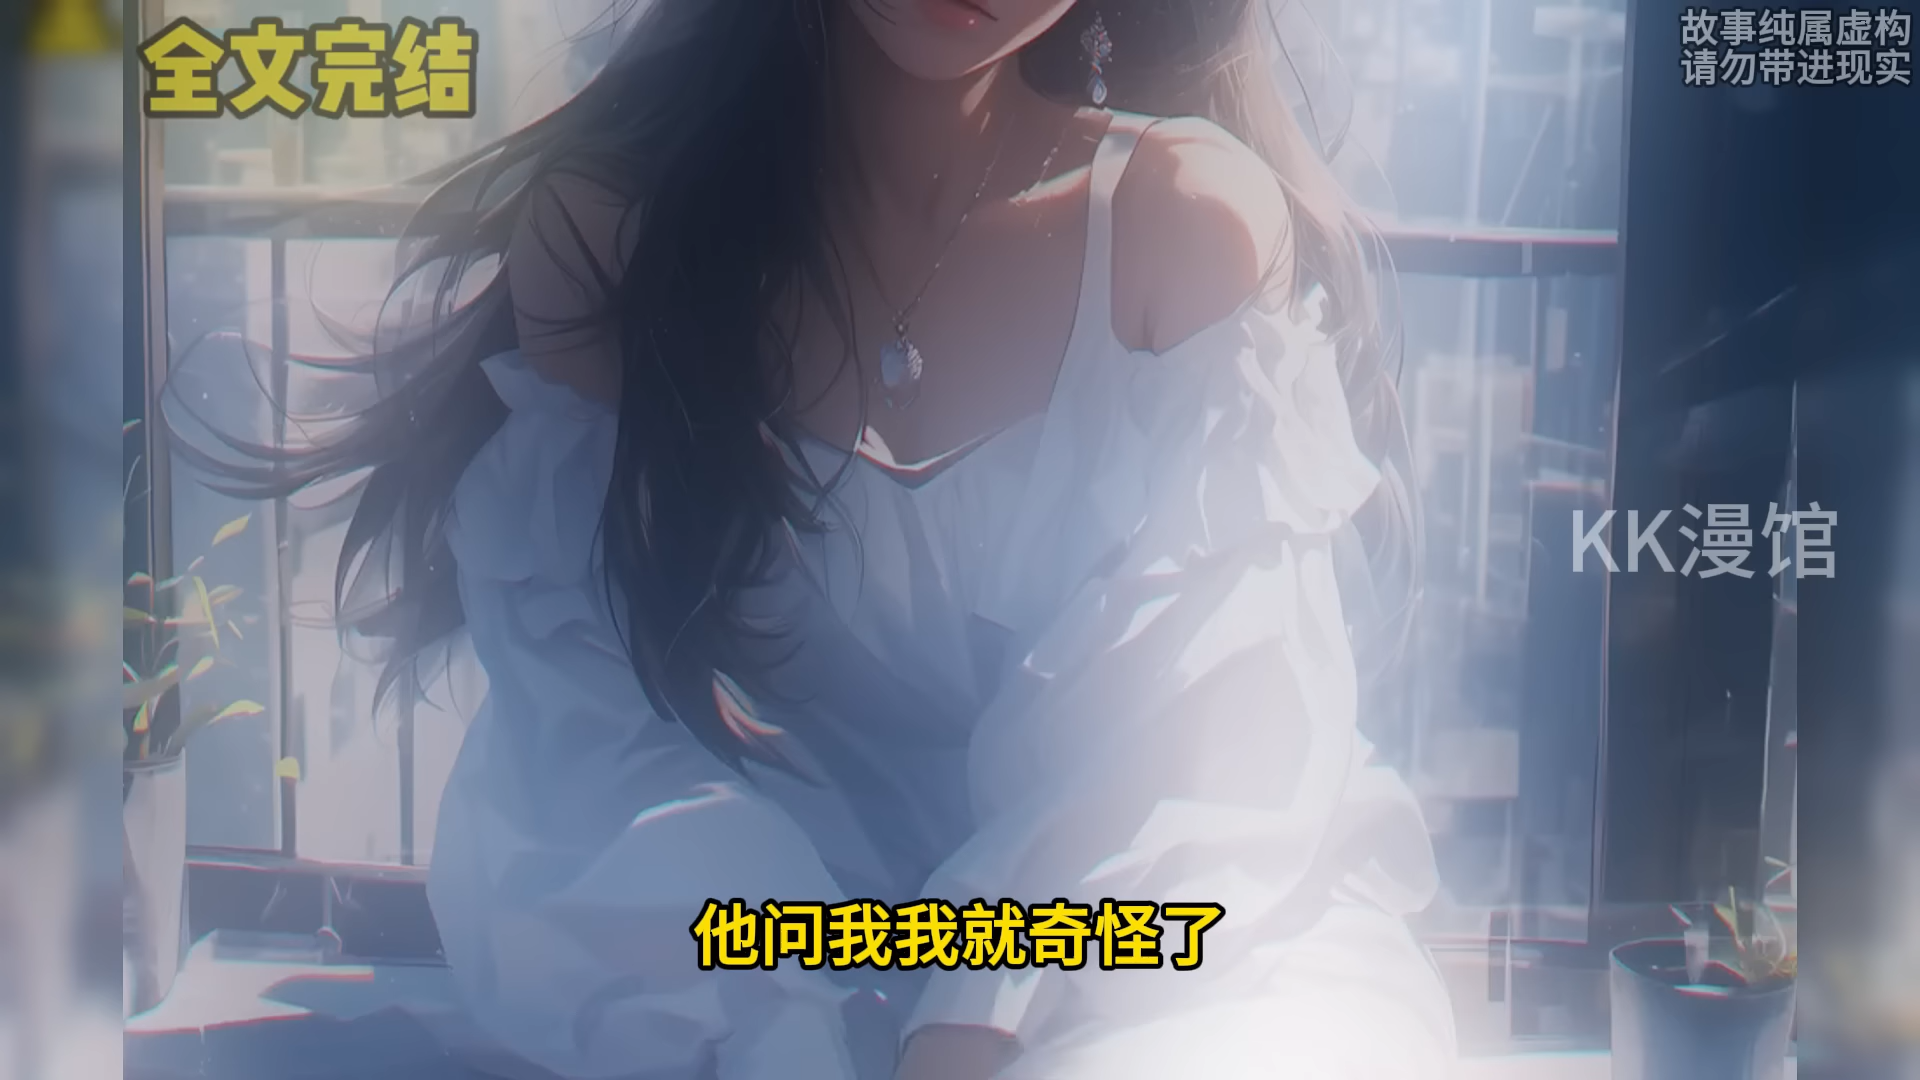 全文完结
故事纯属虚构
请勿带进现实
KK漫馆
他问我我就奇怪了